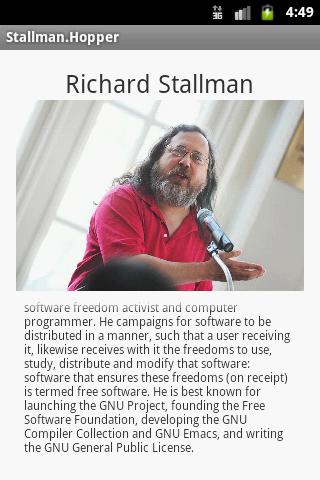 3G
4:49
Stallman.Hopper
Richard Stallman
software freedom activist and computer
programmer. He campaigns for software to be
distributed in a manner, such that a user receiving
it, likewise receives with it the freedoms to use,
study, distribute and modify that software:
software that ensures these freedoms (on receipt)
is termed free software. He is best known for
launching the GNU Project, founding the Free
Software Foundation, developing the GNU
Compiler Collection and GNU Emacs, and writing
the GNU General Public License.